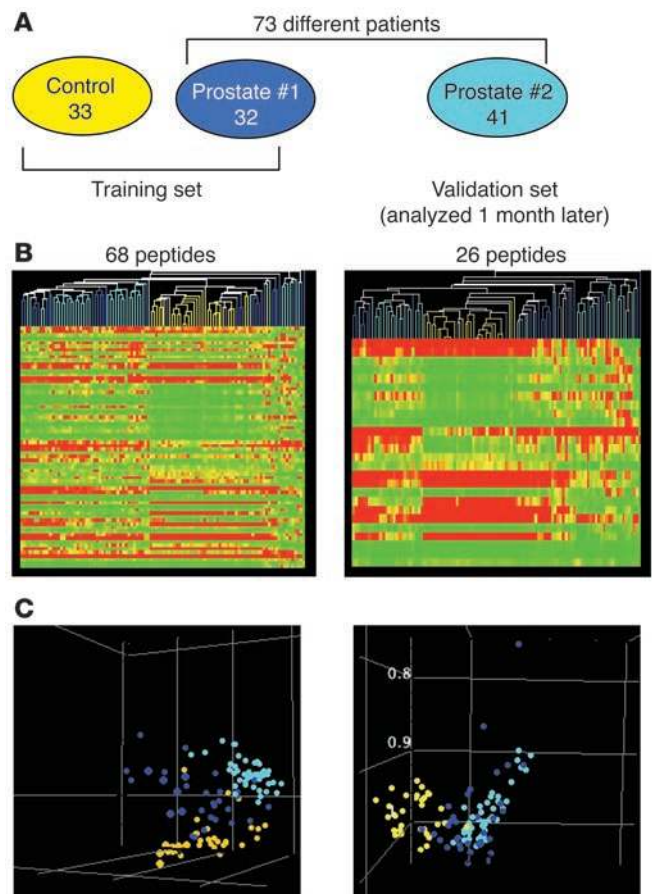 A
73 different patients
Control
33
Prostate #1
32
Prostate #2
41
Training set
Validation set
(analyzed 1 month later)
B
68 peptides
26 peptides
C
0.8
0.9